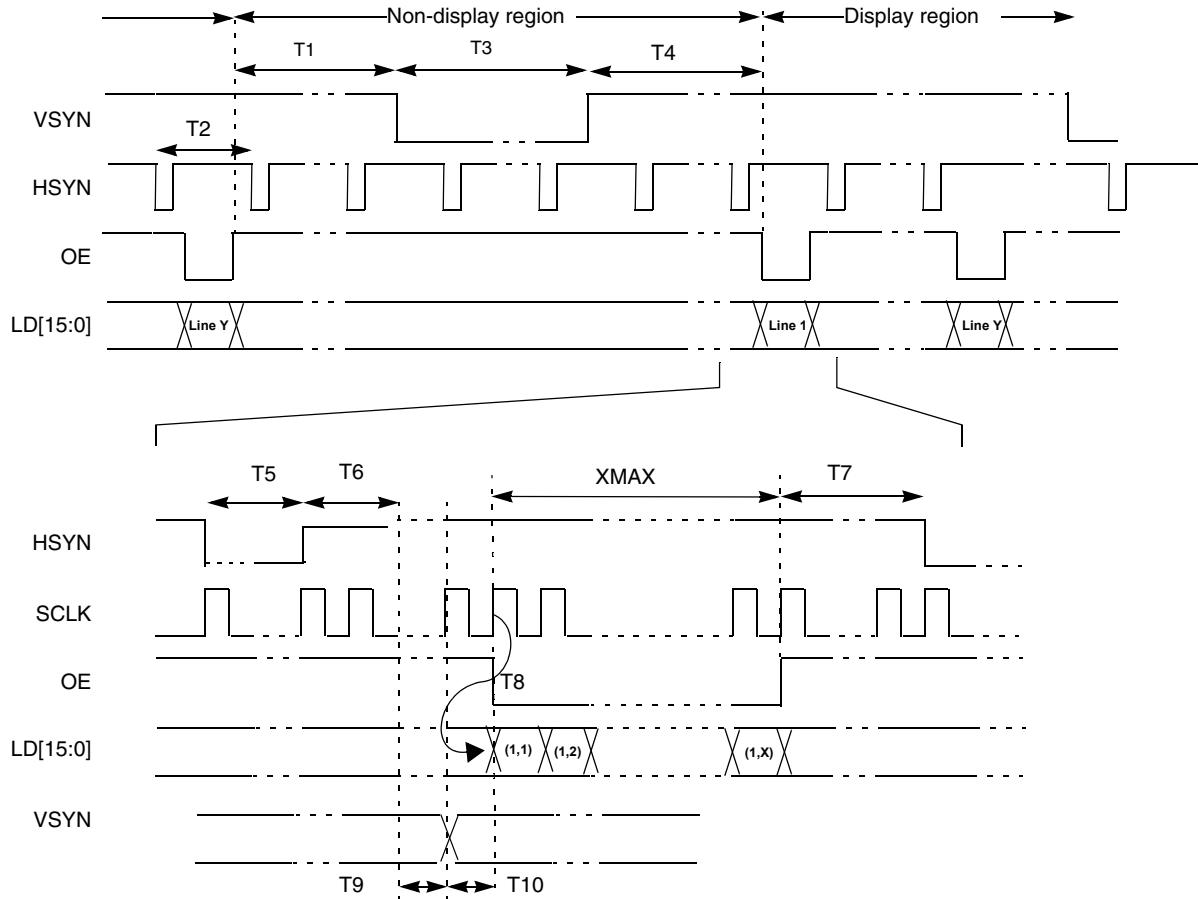 Non-display region
Display region
T1
T3
T4
VSYN
T2
HSYN
OE
LD[15:0]
Line Y
Line 1
Line Y
T5
T6
XMAX
T7
HSYN
SCLK
OE
T8
LD[15:0]
(1,1)
(1,2)
(1,X)
VSYN
T9
T10